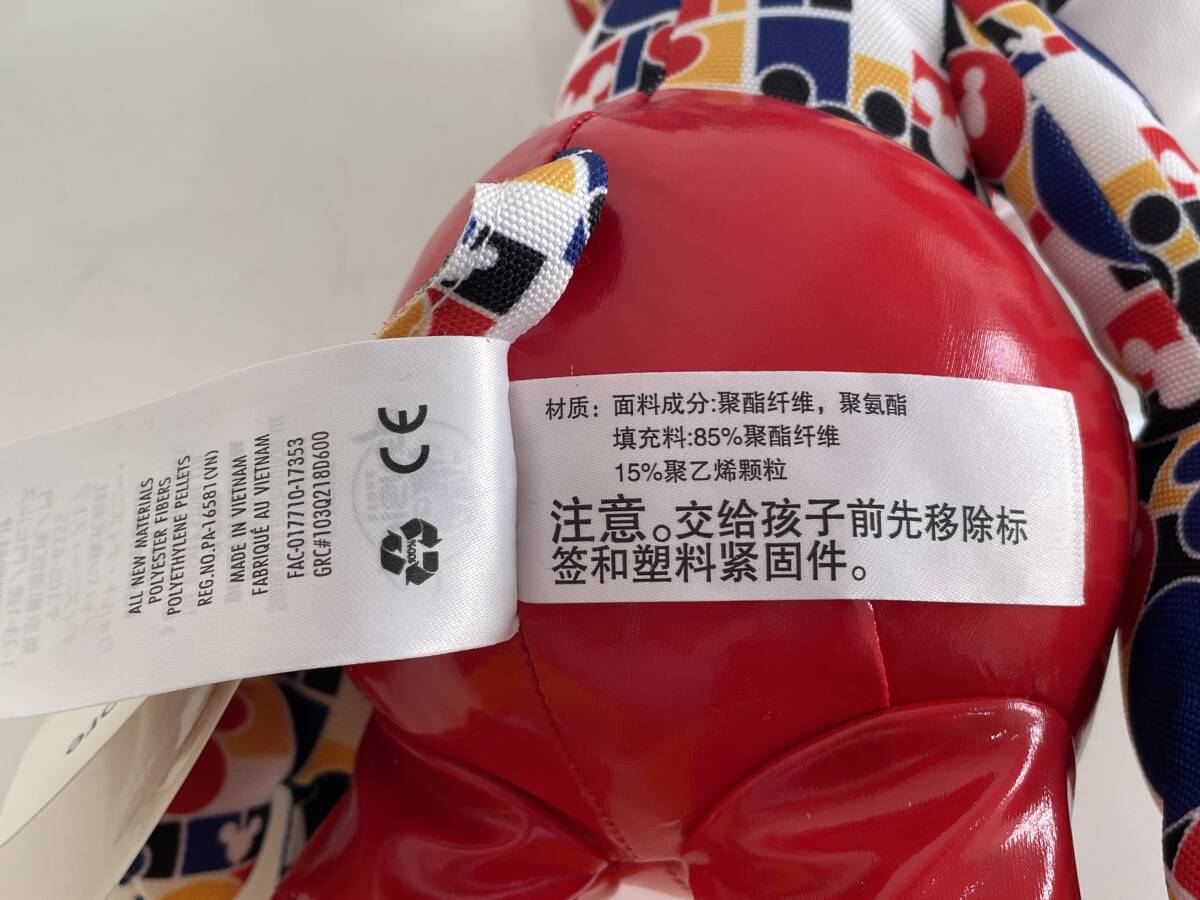 材质：面料成分:聚酯纤维，聚氨酯
填充料:85%聚酯纤维
15%聚乙烯颗粒
注意。交给孩子前先移除标
签和塑料紧固件。
ALL NEW MATERIALS
POLYESTER FIBERS
POLYETHYLENE PELLETS
REG.NO.PA-16581(VN)
MADE IN VIETNAM
FABRIQUÉ AU VIETNAM
FAC-017710-17353
GRC#103Q218D600
CE
100%